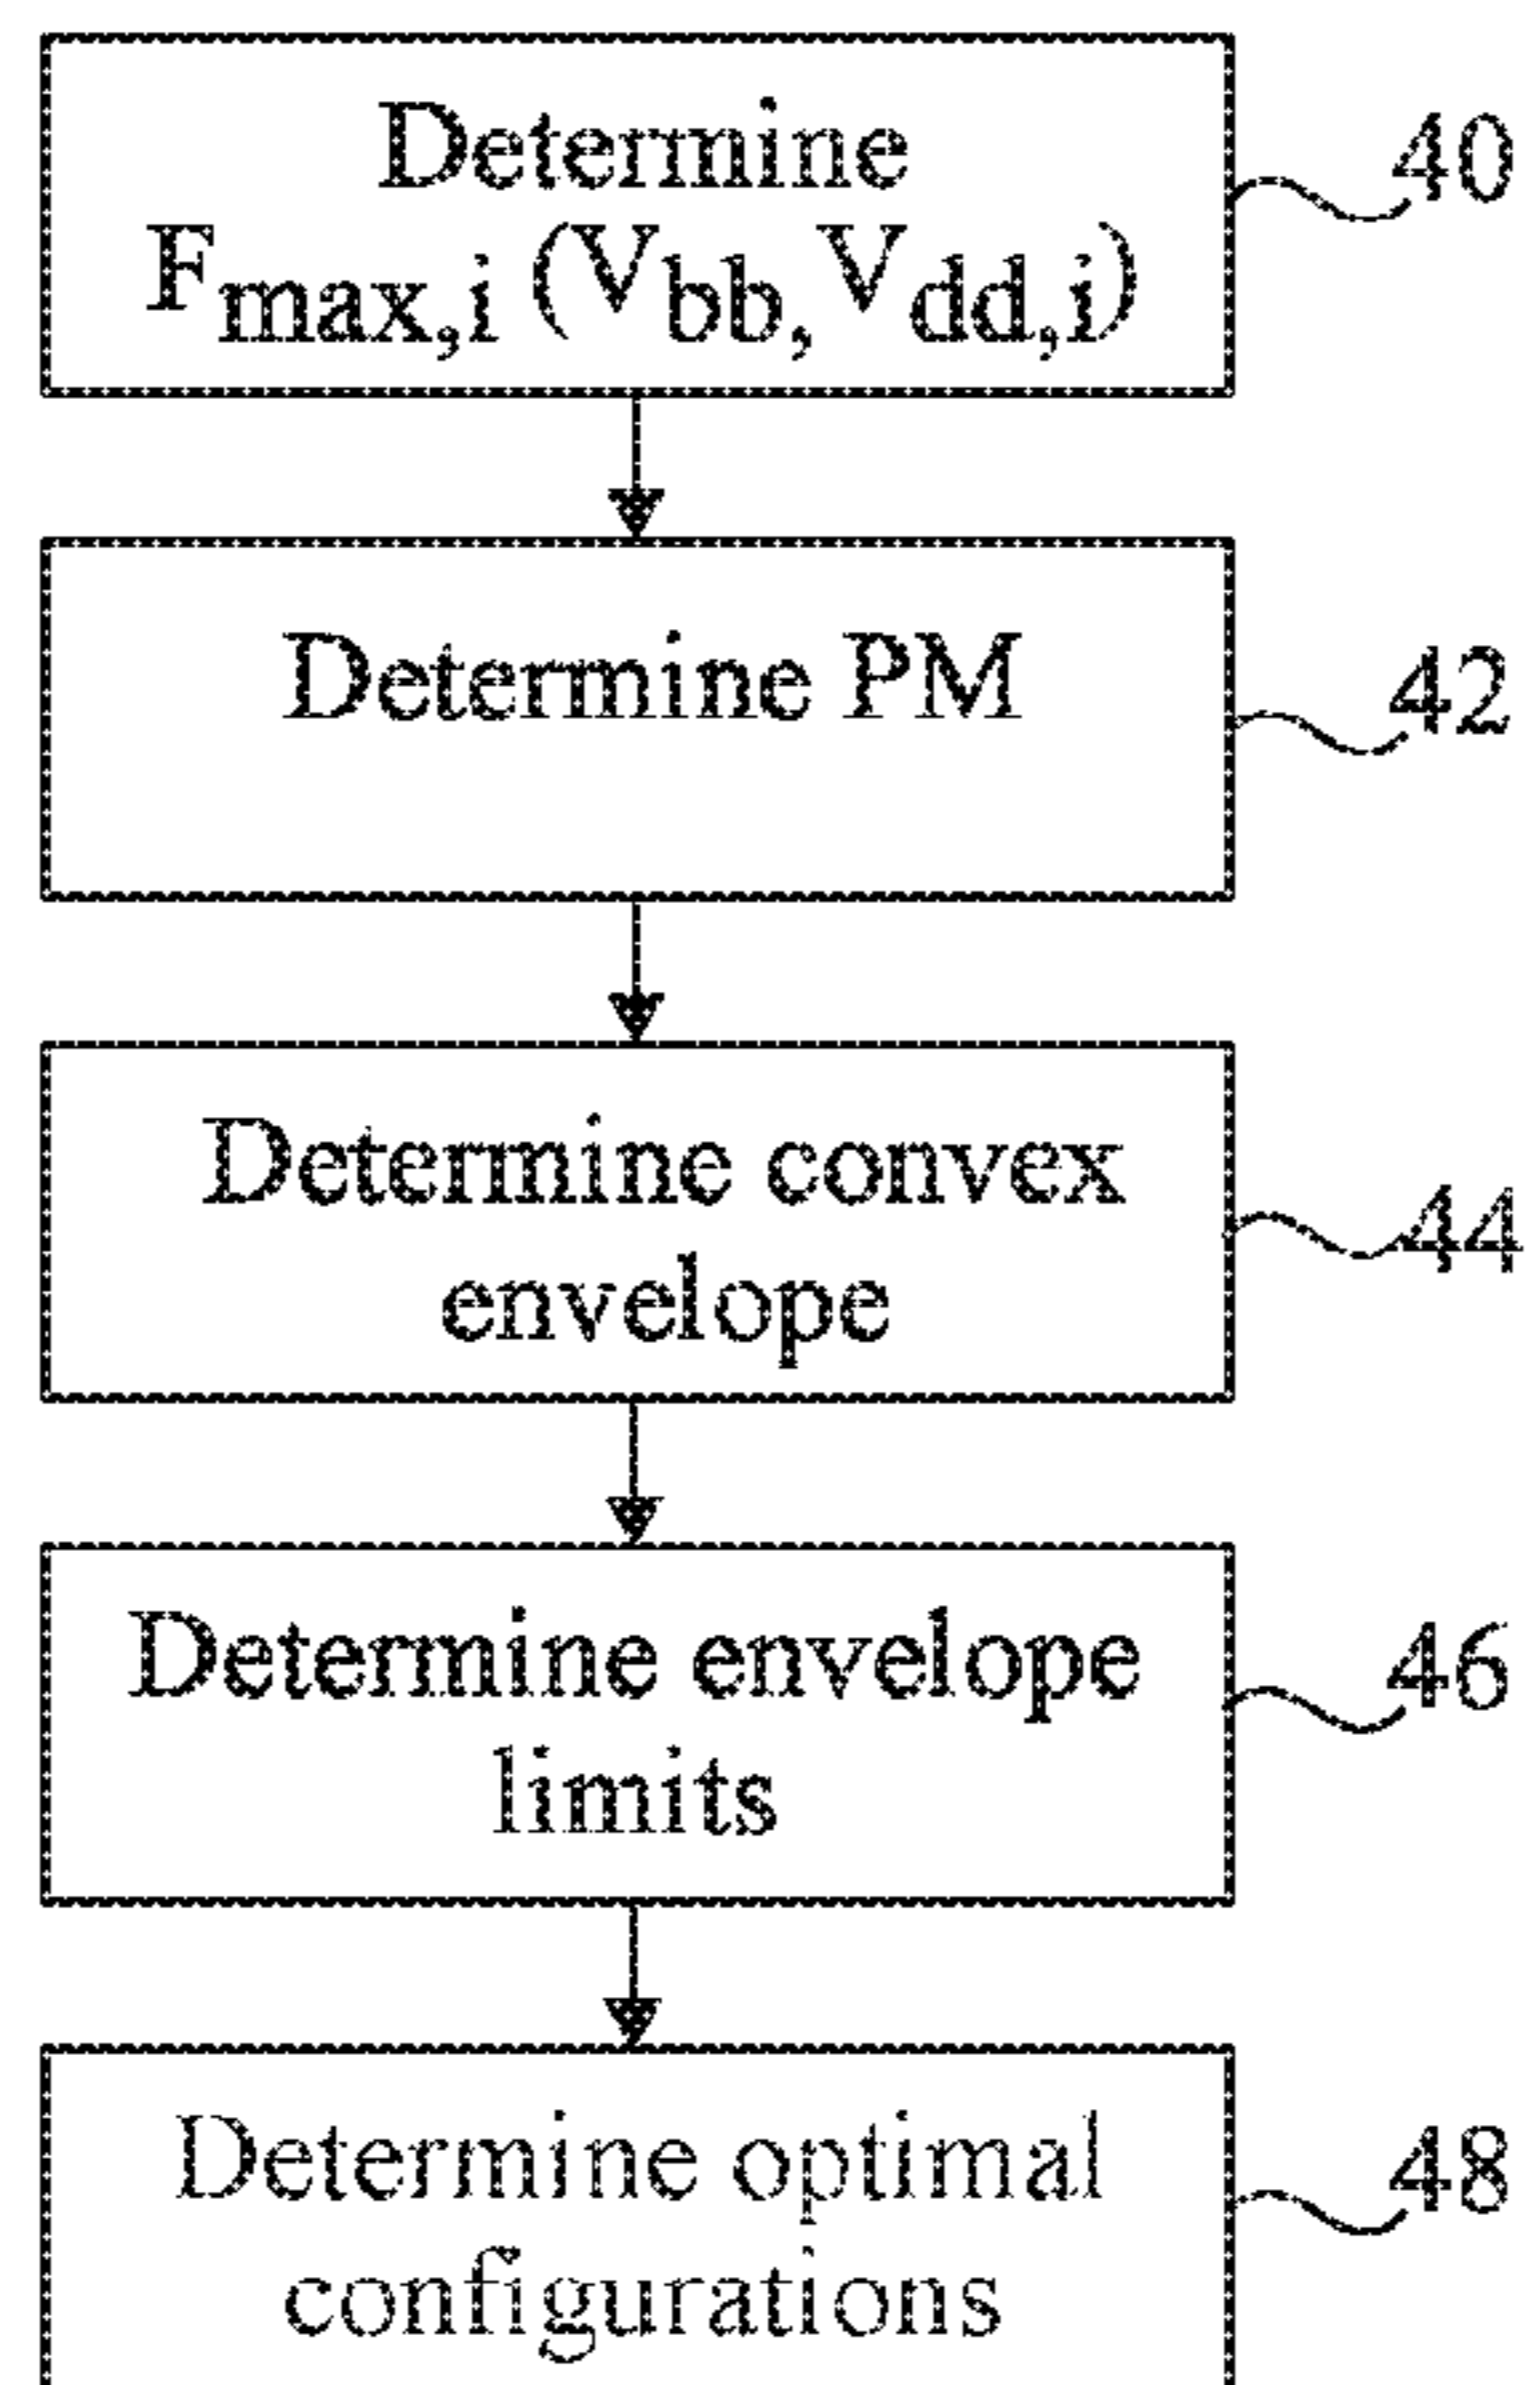 Determine
Fmax,i (Vbb,Vdd,i)
40
Determine PM
42
Determine convex
envelope
44
Determine envelope
limits
46
Determine optimal
configurations
48